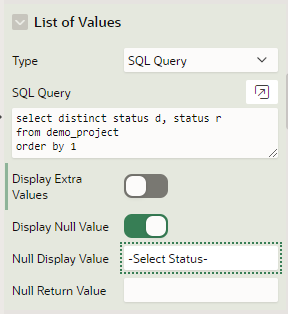 List of Values
Type
SQL Query
SQL Query
select distinct status d, status r
from demo_project
order by 1
Display Extra
Values
Display Null Value
Null Display Value
-Select Status-
Null Return Value